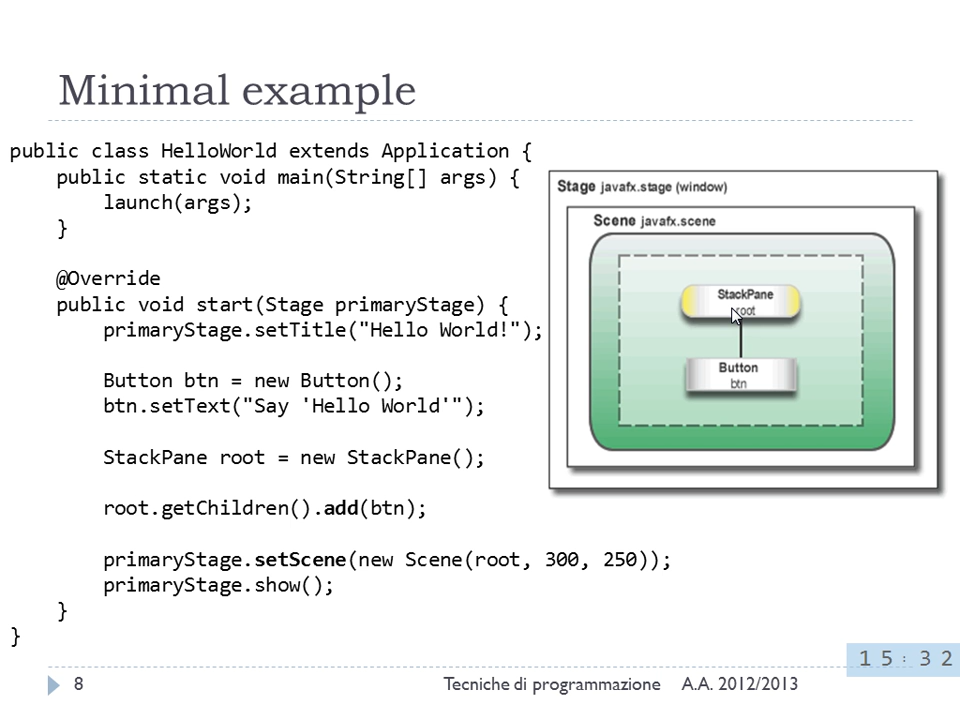 Minimal example
public class HelloWorld extends Application {
    public static void main(String[] args) {
        launch(args);
    }
    @Override
    public void start(Stage primaryStage) {
        primaryStage.setTitle("Hello World!");
        Button btn = new Button();
        btn.setText("Say 'Hello World'");
        StackPane root = new StackPane();
        root.getChildren().add(btn);
        primaryStage.setScene(new Scene(root, 300, 250));
        primaryStage.show();
    }
}
Stage javafx.stage (window)
Scene javafx.scene
StackPane
root
Button
btn
15:32
8
Tecniche di programmazione A.A. 2012/2013